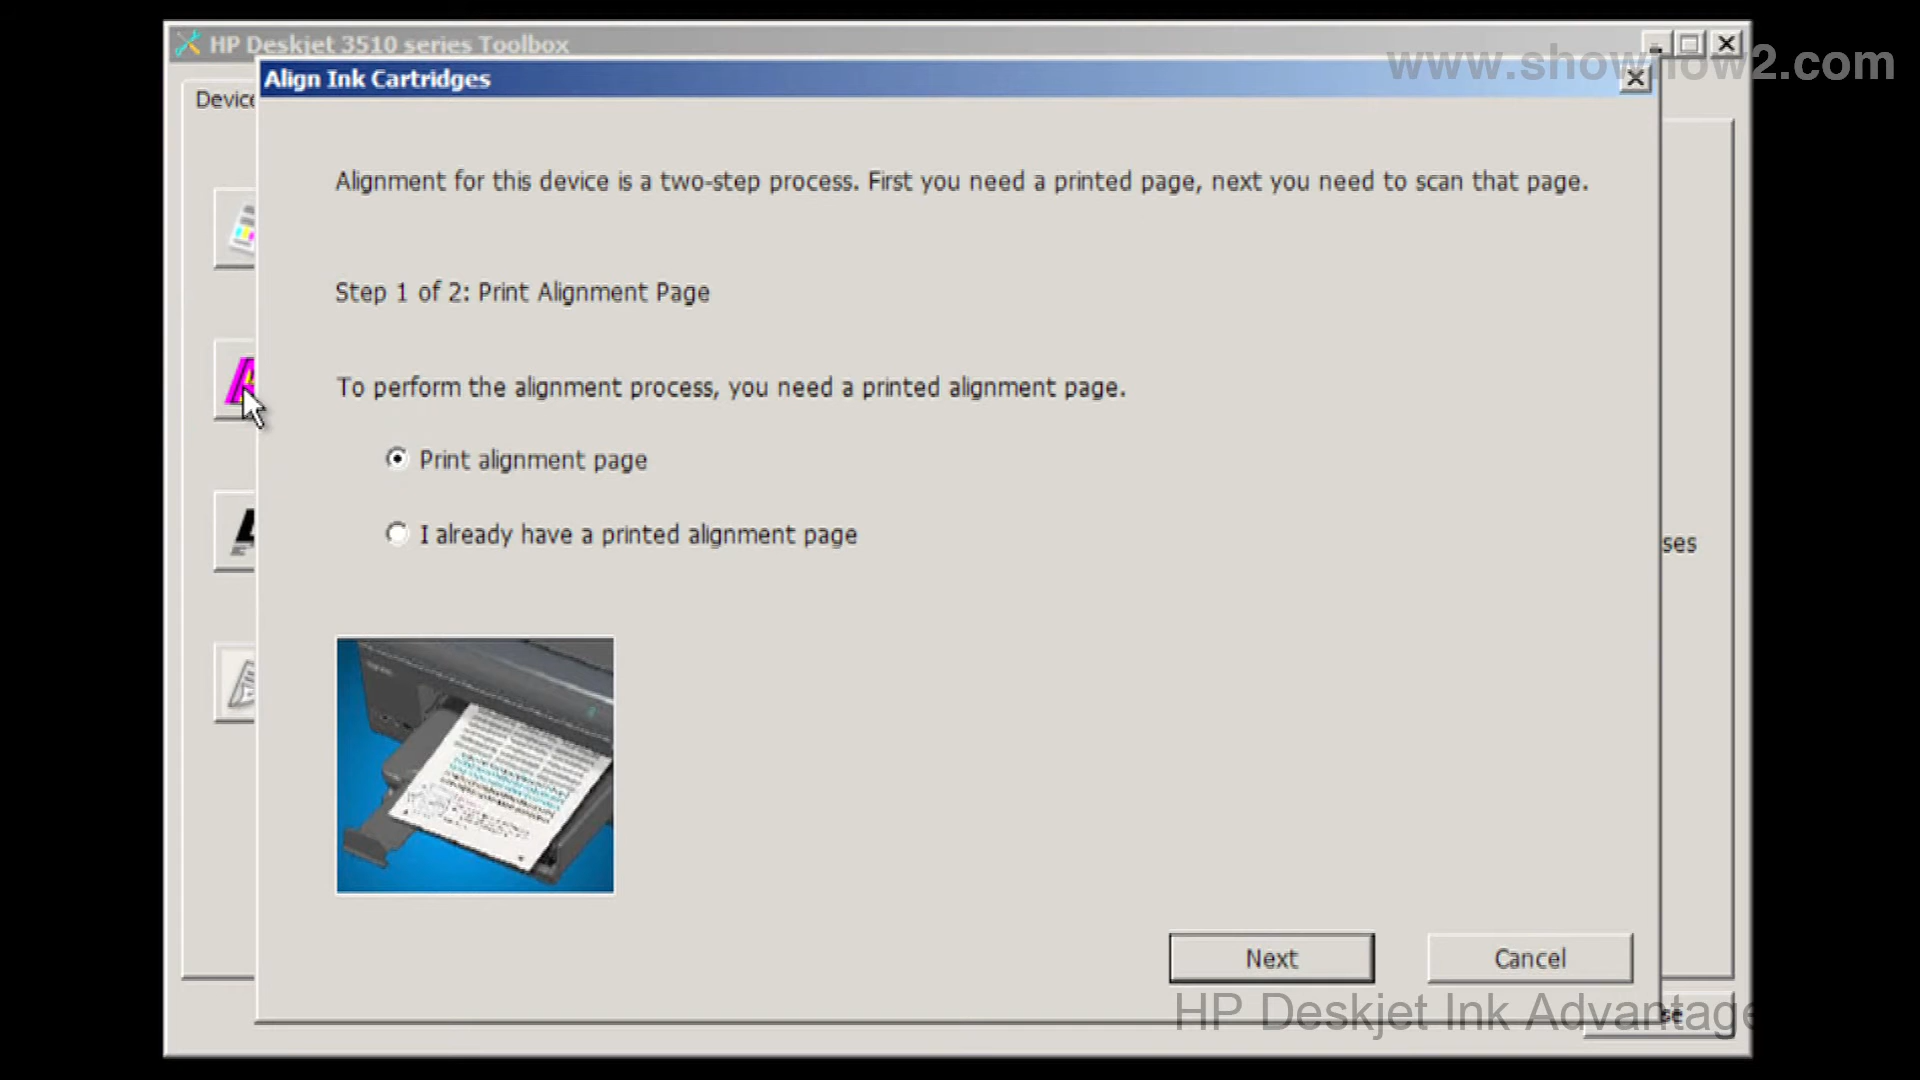 HP Deskjet 3510 series Toolbox
www.showhow2.com
Align Ink Cartridges
Device
Alignment for this device is a two-step process. First you need a printed page, next you need to scan that page.
Step 1 of 2: Print Alignment Page
To perform the alignment process, you need a printed alignment page.
Print alignment page
I already have a printed alignment page
ses
Next
Cancel
HP Deskjet Ink Advantage
se